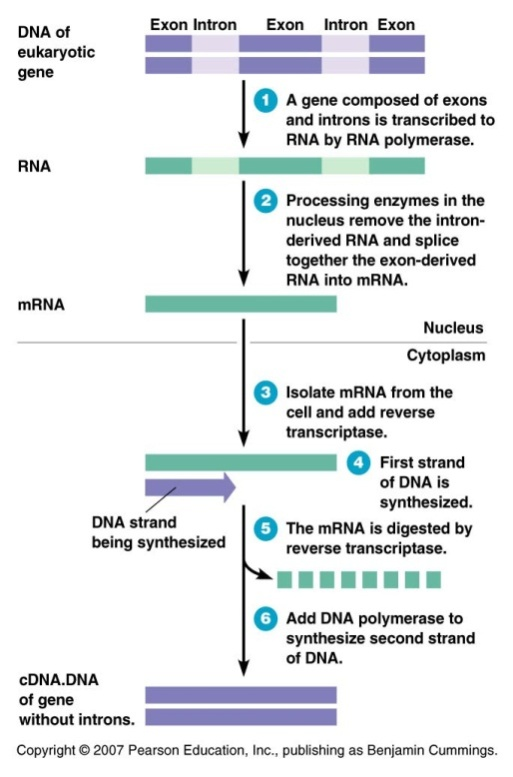 DNA of
eukaryotic
gene
Exon Intron Exon Intron Exon
1 A gene composed of exons
and introns is transcribed to
RNA by RNA polymerase.
RNA
2 Processing enzymes in the
nucleus remove the intron-
derived RNA and splice
together the exon-derived
RNA into mRNA.
mRNA
Nucleus
Cytoplasm
3 Isolate mRNA from the
cell and add reverse
transcriptase.
4 First strand
of DNA is
synthesized.
DNA strand
being synthesized
5 The mRNA is digested by
reverse transcriptase.
6 Add DNA polymerase to
synthesize second strand
of DNA.
cDNA.DNA
of gene
without introns.
Copyright © 2007 Pearson Education, Inc., publishing as Benjamin Cummings.